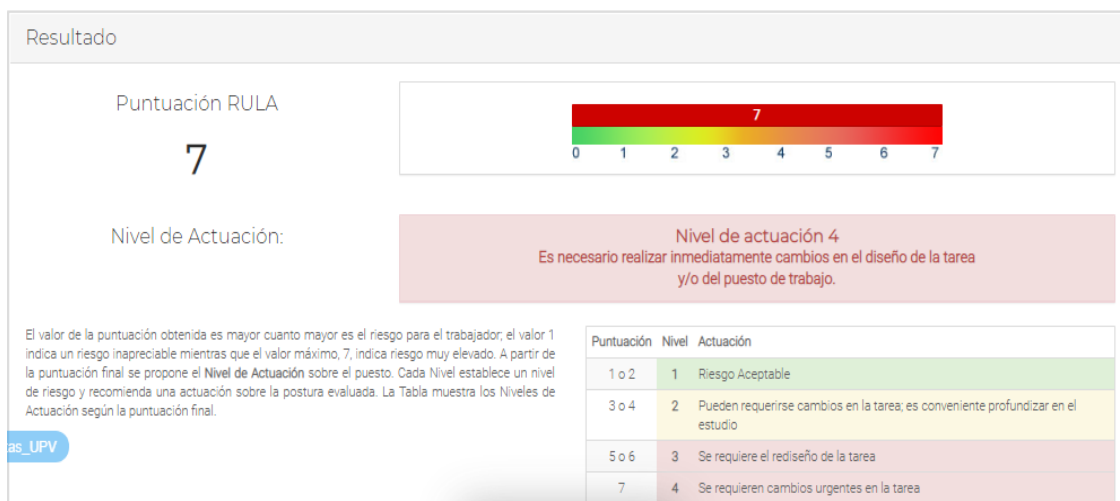 Resultado
Puntuación RULA
7
7
0 1 2 3 4 5 6 7
Nivel de Actuación:
Nivel de actuación 4
Es necesario realizar inmediatamente cambios en el diseño de la tarea
y/o del puesto de trabajo.
El valor de la puntuación obtenida es mayor cuanto mayor es el riesgo para el trabajador; el valor 1
indica un riesgo inapreciable mientras que el valor máximo, 7, indica riesgo muy elevado. A partir de
la puntuación final se propone el Nivel de Actuación sobre el puesto. Cada Nivel establece un nivel
de riesgo y recomienda una actuación sobre la postura evaluada. La Tabla muestra los Niveles de
Actuación según la puntuación final.
as_UPV
Puntuación Nivel Actuación
1 o 2 1 Riesgo Aceptable
3 o 4 2 Pueden requerirse cambios en la tarea; es conveniente profundizar en el
estudio
5 o 6 3 Se requiere el rediseño de la tarea
7 4 Se requieren cambios urgentes en la tarea